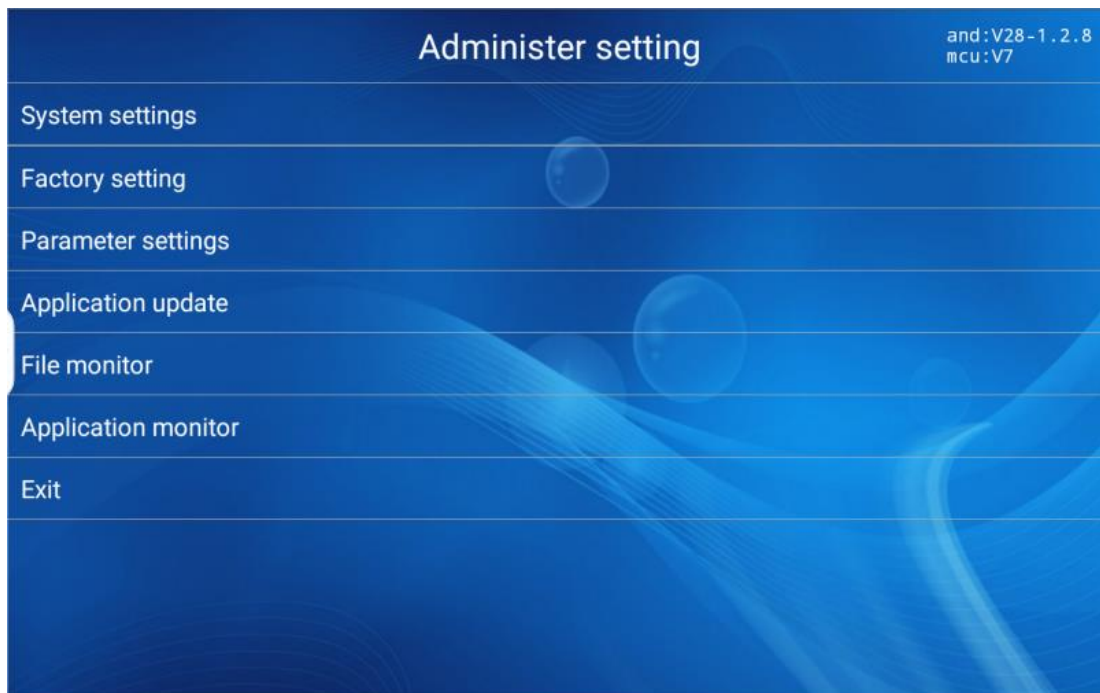 Administer setting
and:V28-1.2.8
mcu:V7
System settings
Factory setting
Parameter settings
Application update
File monitor
Application monitor
Exit